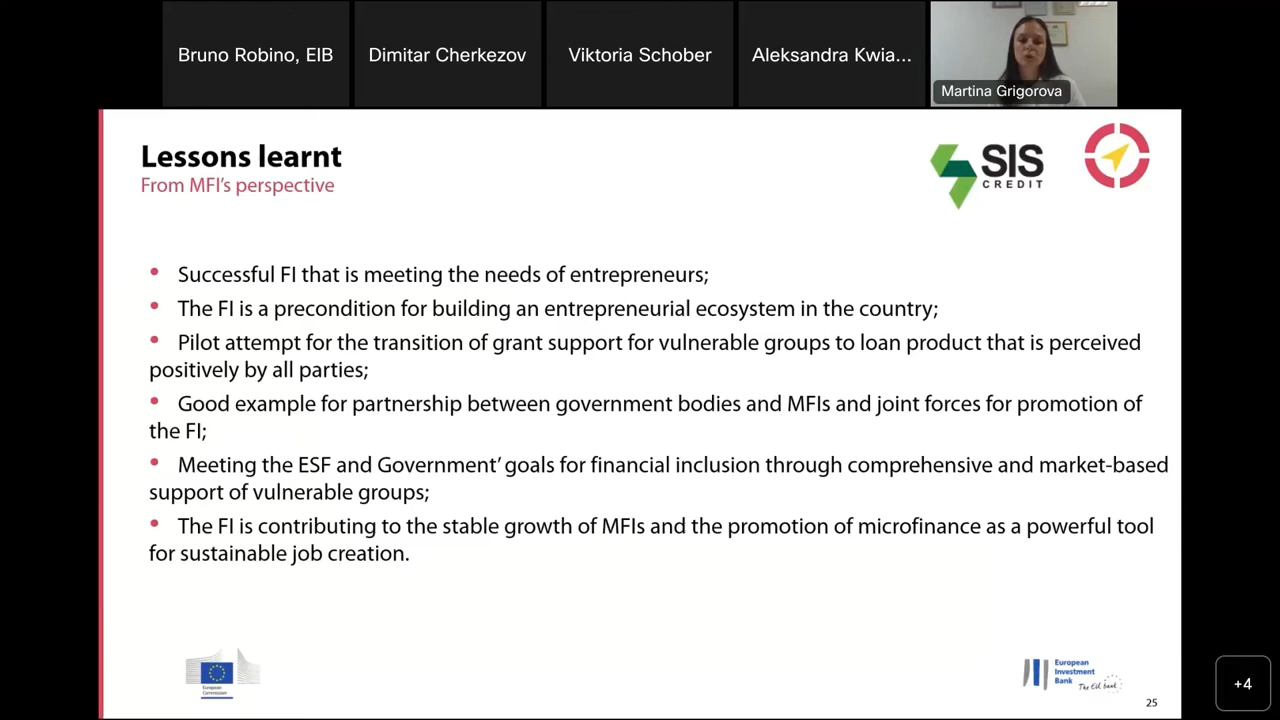 Bruno Robino, EIB
Dimitar Cherkezov
Viktoria Schober
Aleksandra Kwia...
Martina Grigorova
Lessons learnt
From MFI's perspective
SIS
CREDIT
• Successful FI that is meeting the needs of entrepreneurs;
• The FI is a precondition for building an entrepreneurial ecosystem in the country;
• Pilot attempt for the transition of grant support for vulnerable groups to loan product that is perceived
positively by all parties;
• Good example for partnership between government bodies and MFIs and joint forces for promotion of
the FI;
• Meeting the ESF and Government' goals for financial inclusion through comprehensive and market-based
support of vulnerable groups;
• The FI is contributing to the stable growth of MFIs and the promotion of microfinance as a powerful tool
for sustainable job creation.
European
Commission
European
Investment
Bank
The EU bank
25
+4